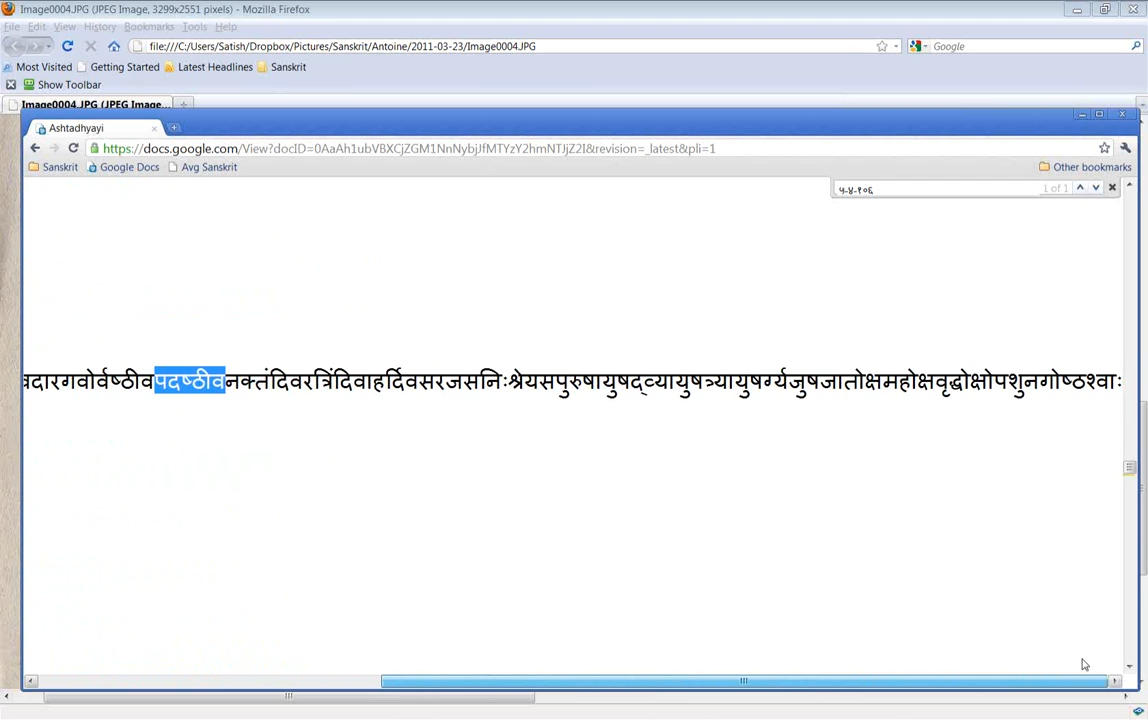 Image0004.JPG (JPEG Image, 3299x2551 pixels) - Mozilla Firefox
File Edit View History Bookmarks Tools Help
file:///C:/Users/Satish/Dropbox/Pictures/Sanskrit/Antoine/2011-03-23/Image0004.JPG
Google
Most Visited Getting Started Latest Headlines Sanskrit
Show Toolbar
Image0004.JPG (JPEG Image...
Ashtadhyayi
https://docs.google.com/View?docID=0AaAh1ubVBXCjZGM1NnNybjJfMTYzY2hmNTJjZ2I&revision=_latest&pli=1
Sanskrit Google Docs Avg Sanskrit Other bookmarks
५-४-१०६ 1 of 1
वदारगवोर्वष्ठीवपदष्ठीवनक्तंदिवरत्रिंदिवाहर्दिवसरजसनिःश्रेयसपुरुषायुषद्व्यायुषत्र्यायुषर्ग्यजुषजातोक्षमहोक्षवृद्धोक्षोपशुनगोष्ठश्वाः